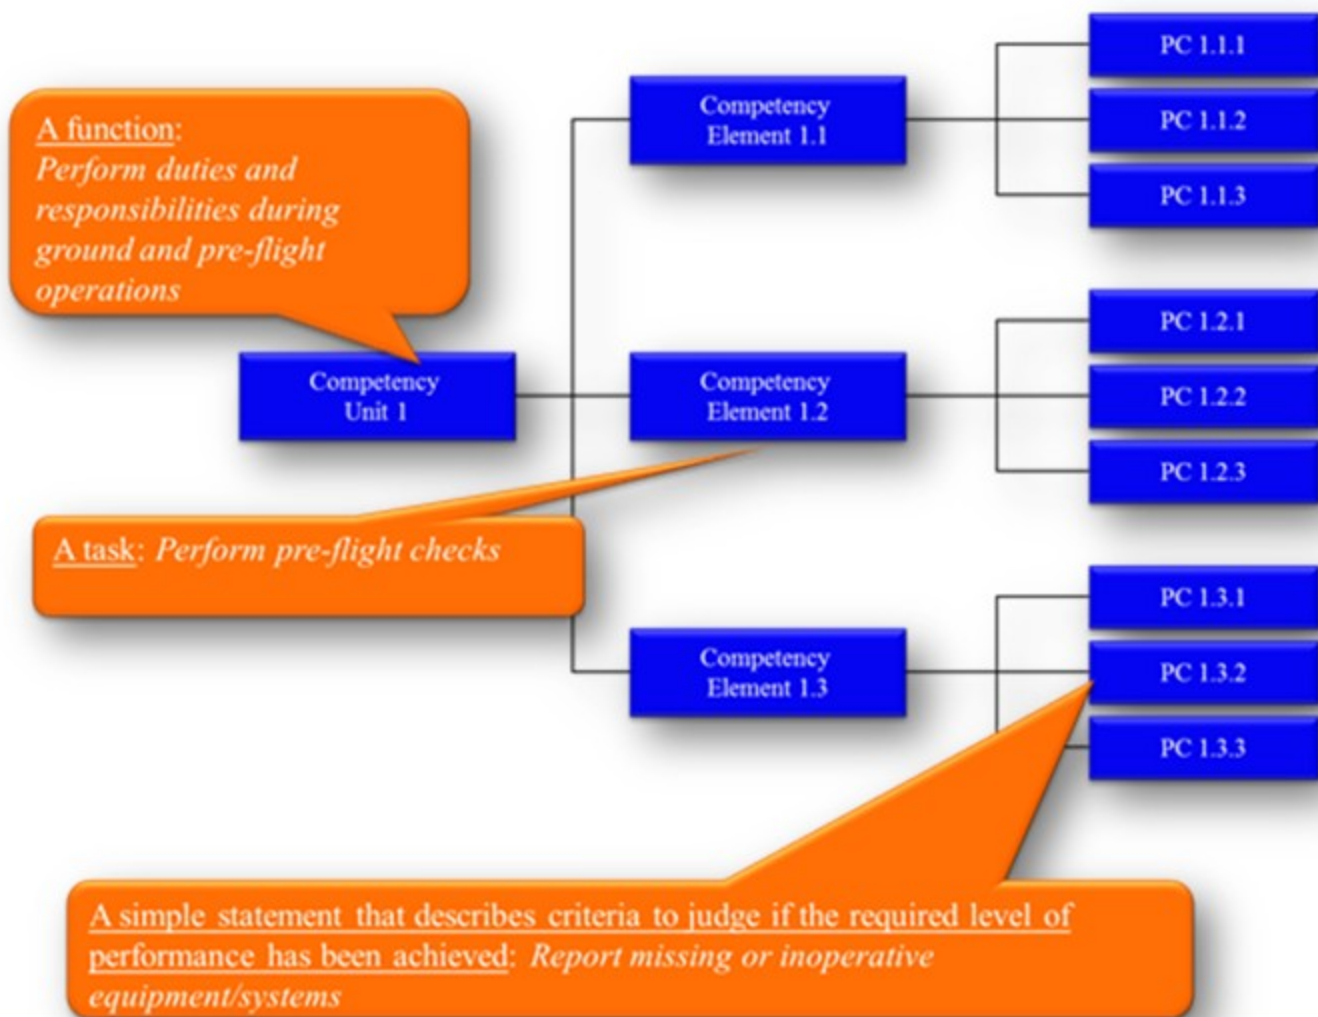 A function:
Perform duties and
responsibilities during
ground and pre-flight
operations
Competency
Unit 1
A task: Perform pre-flight checks
Competency
Element 1.1
PC 1.1.1
PC 1.1.2
PC 1.1.3
Competency
Element 1.2
PC 1.2.1
PC 1.2.2
PC 1.2.3
Competency
Element 1.3
PC 1.3.1
PC 1.3.2
PC 1.3.3
A simple statement that describes criteria to judge if the required level of
performance has been achieved: Report missing or inoperative
equipment/systems